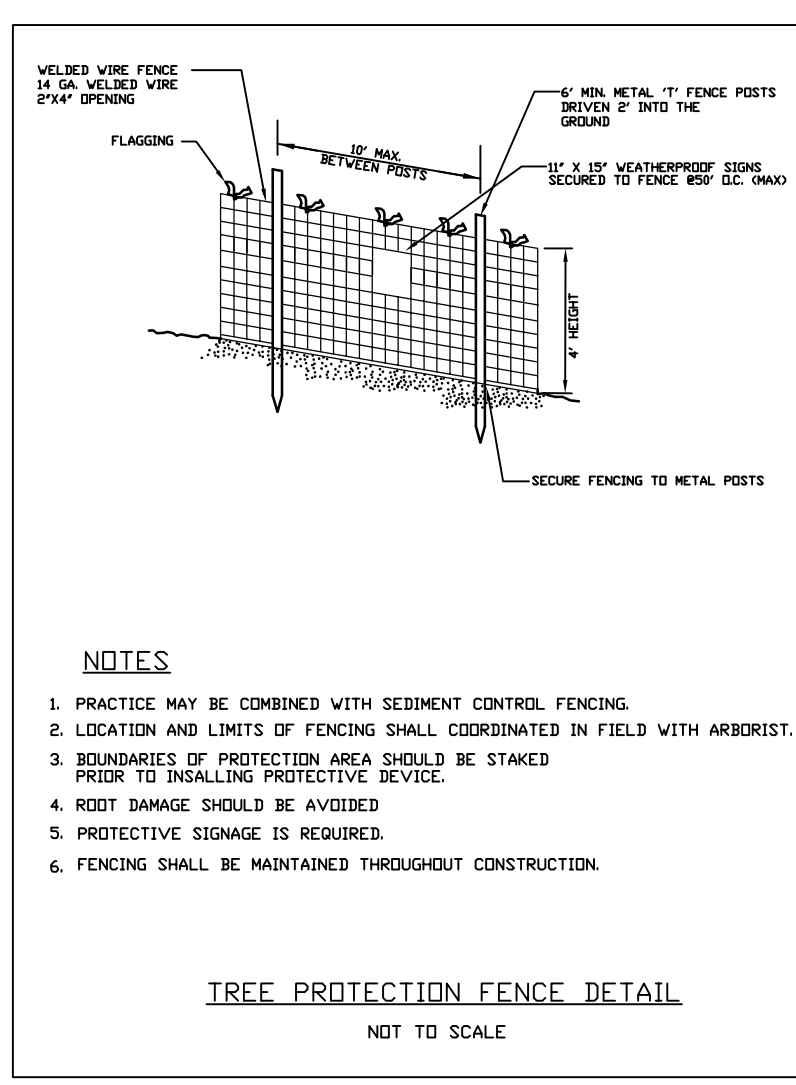 WELDED WIRE FENCE
14 GA. WELDED WIRE
2"X4" OPENING
FLAGGING
10' MAX.
BETWEEN POSTS
6' MIN. METAL 'T' FENCE POSTS
DRIVEN 2' INTO THE
GROUND
11" X 15" WEATHERPROOF SIGNS
SECURED TO FENCE @50' O.C. (MAX)
4' HEIGHT
SECURE FENCING TO METAL POSTS
NOTES
1. PRACTICE MAY BE COMBINED WITH SEDIMENT CONTROL FENCING.
2. LOCATION AND LIMITS OF FENCING SHALL COORDINATED IN FIELD WITH ARBORIST.
3. BOUNDARIES OF PROTECTION AREA SHOULD BE STAKED
PRIOR TO INSALLING PROTECTIVE DEVICE.
4. ROOT DAMAGE SHOULD BE AVOIDED
5. PROTECTIVE SIGNAGE IS REQUIRED.
6. FENCING SHALL BE MAINTAINED THROUGHOUT CONSTRUCTION.
TREE PROTECTION FENCE DETAIL
NOT TO SCALE